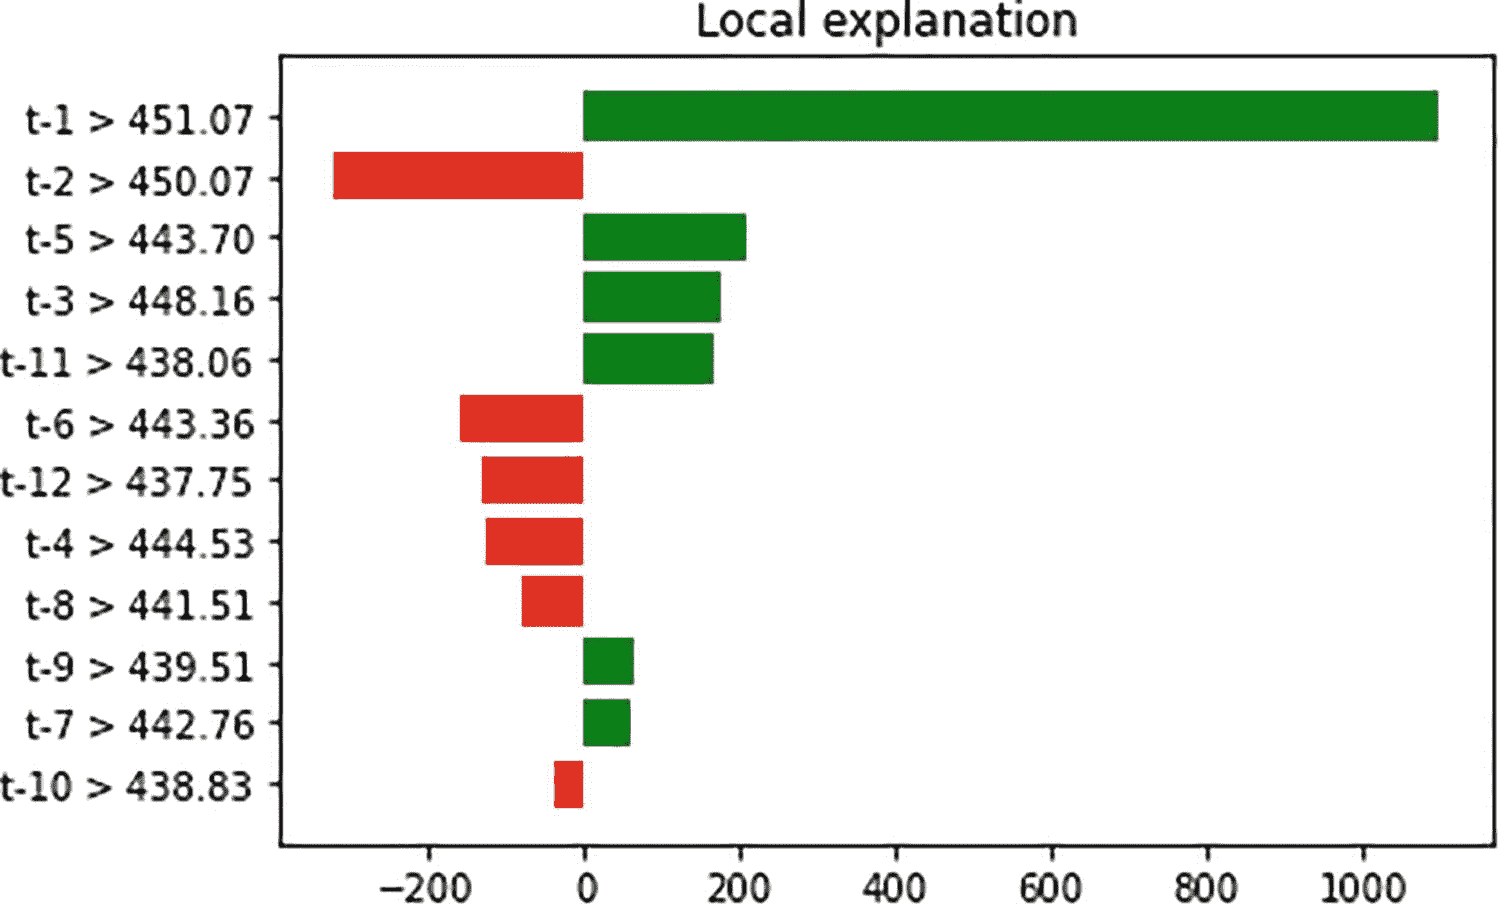 Local explanation
t-1 > 451.07
t-2 > 450.07
t-5 > 443.70
t-3 > 448.16
t-11 > 438.06
t-6 > 443.36
t-12 > 437.75
t-4 > 444.53
t-8 > 441.51
t-9 > 439.51
t-7 > 442.76
t-10 > 438.83
−200 0 200 400 600 800 1000